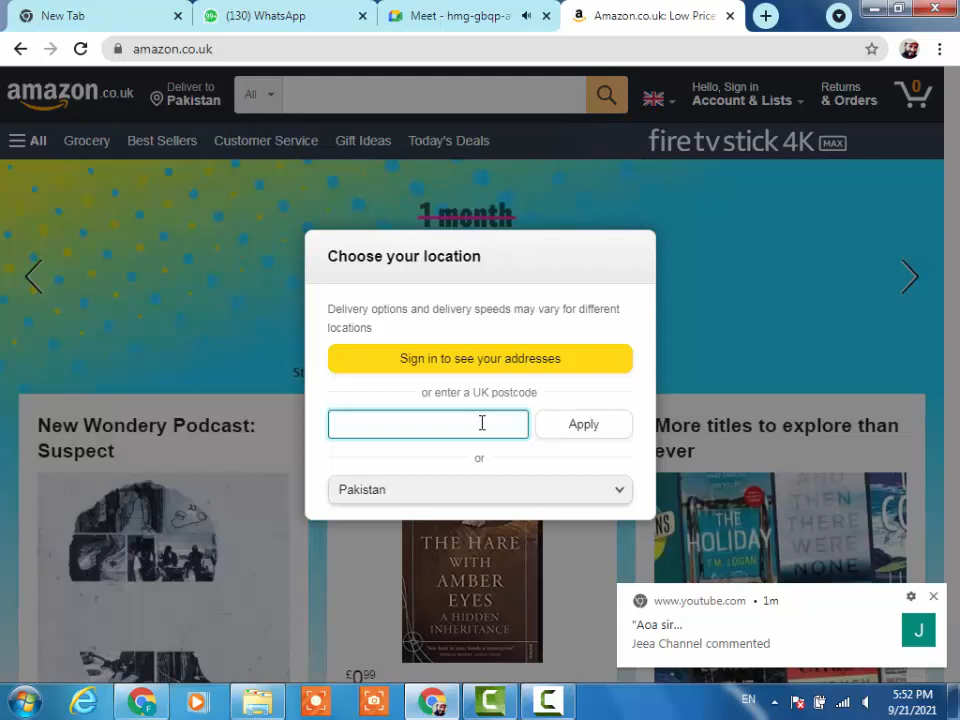 New Tab
(130) WhatsApp
Meet - hmg-gbqp-a
Amazon.co.uk: Low Price
amazon.co.uk
amazon.co.uk
Deliver to
Pakistan
All
Hello, Sign in
Account & Lists
Returns
& Orders
0
All
Grocery
Best Sellers
Customer Service
Gift Ideas
Today's Deals
fire tv stick 4K MAX
1 month
Choose your location
Delivery options and delivery speeds may vary for different
locations
Sign in to see your addresses
or enter a UK postcode
Apply
or
Pakistan
New Wondery Podcast:
Suspect
More titles to explore than
ever
THE HARE
WITH
AMBER
EYES
A HIDDEN
INHERITANCE
£0.99
THE
HOLIDAY
T.M. LOGAN
AND
THEN
THERE
WERE
NONE
www.youtube.com • 1m
"Aoa sir...
Jeea Channel commented
J
EN
5:52 PM
9/21/2021